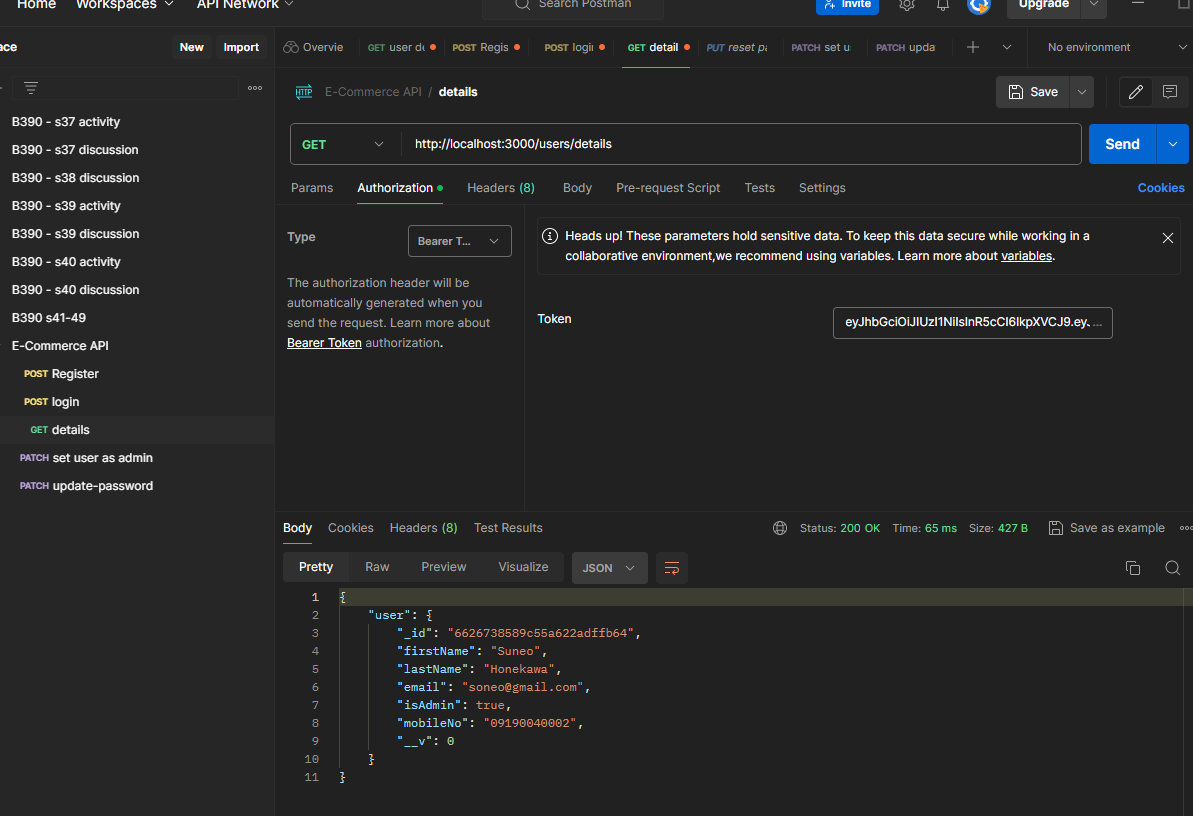 Home Workspaces API Network Search Postman Invite Upgrade
ace New Import Overvie GET user de POST Regis POST login GET detail PUT reset pa PATCH set u PATCH upda No environment
E-Commerce API / details Save
B390 - s37 activity
B390 - s37 discussion
B390 - s38 discussion
B390 - s39 activity
B390 - s39 discussion
B390 - s40 activity
B390 - s40 discussion
B390 s41-49
E-Commerce API
POST Register
POST login
GET details
PATCH set user as admin
PATCH update-password
GET http://localhost:3000/users/details Send
Params Authorization Headers (8) Body Pre-request Script Tests Settings Cookies
Type Bearer T...
The authorization header will be
automatically generated when you
send the request. Learn more about
Bearer Token authorization.
Heads up! These parameters hold sensitive data. To keep this data secure while working in a
collaborative environment,we recommend using variables. Learn more about variables.
Token eyJhbGciOiJIUzI1NiIsInR5cCI6IkpXVCJ9.ey. ...
Body Cookies Headers (8) Test Results Status: 200 OK Time: 65 ms Size: 427 B Save as example
Pretty Raw Preview Visualize JSON
1 {
2 "user": {
3 "_id": "6626738589c55a622adffb64",
4 "firstName": "Suneo",
5 "lastName": "Honekawa",
6 "email": "soneo@gmail.com",
7 "isAdmin": true,
8 "mobileNo": "09190040002",
9 "__v": 0
10 }
11 }